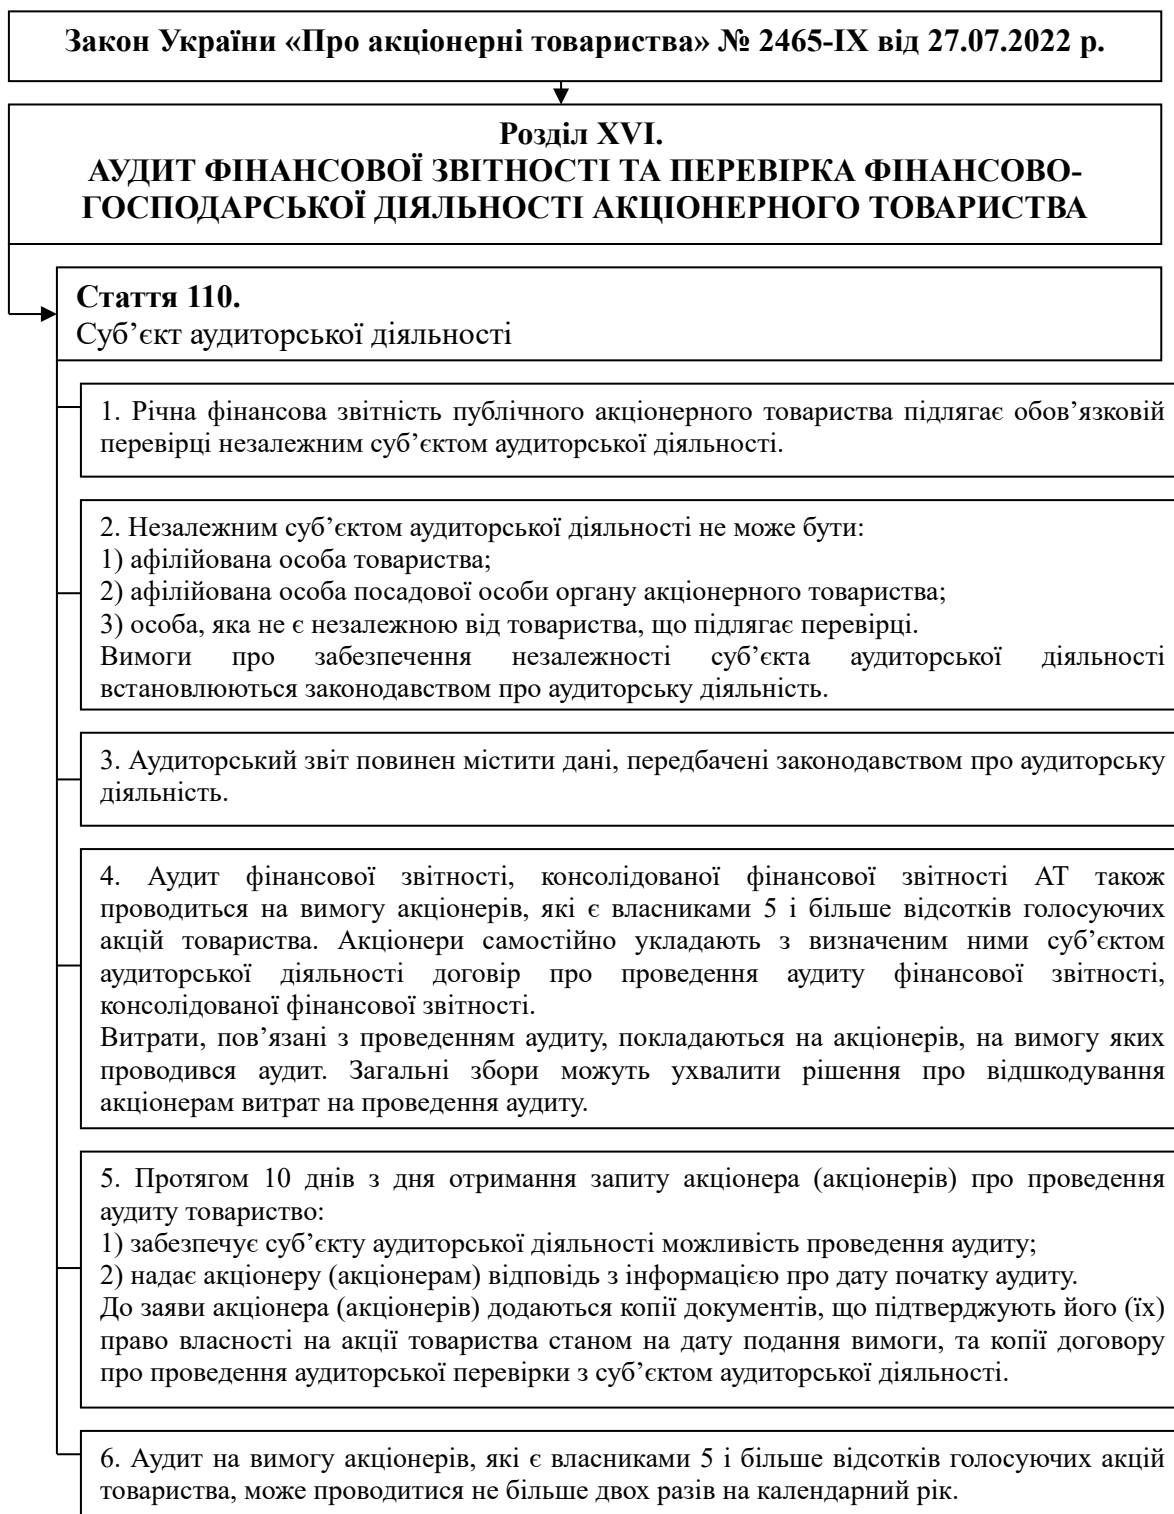 Закон України «Про акціонерні товариства» № 2465-IX від 27.07.2022 р.
Розділ XVI.
АУДИТ ФІНАНСОВОЇ ЗВІТНОСТІ ТА ПЕРЕВІРКА ФІНАНСОВО-
ГОСПОДАРСЬКОЇ ДІЯЛЬНОСТІ АКЦІОНЕРНОГО ТОВАРИСТВА
Стаття 110.
Суб’єкт аудиторської діяльності
1. Річна фінансова звітність публічного акціонерного товариства підлягає обов’язковій
перевірці незалежним суб’єктом аудиторської діяльності.
2. Незалежним суб’єктом аудиторської діяльності не може бути:
1) афілійована особа товариства;
2) афілійована особа посадової особи органу акціонерного товариства;
3) особа, яка не є незалежною від товариства, що підлягає перевірці.
Вимоги про забезпечення незалежності суб’єкта аудиторської діяльності
встановлюються законодавством про аудиторську діяльність.
3. Аудиторський звіт повинен містити дані, передбачені законодавством про аудиторську
діяльність.
4. Аудит фінансової звітності, консолідованої фінансової звітності АТ також
проводиться на вимогу акціонерів, які є власниками 5 і більше відсотків голосуючих
акцій товариства. Акціонери самостійно укладають з визначеним ними суб’єктом
аудиторської діяльності договір про проведення аудиту фінансової звітності,
консолідованої фінансової звітності.
Витрати, пов’язані з проведенням аудиту, покладаються на акціонерів, на вимогу яких
проводився аудит. Загальні збори можуть ухвалити рішення про відшкодування
акціонерам витрат на проведення аудиту.
5. Протягом 10 днів з дня отримання запиту акціонера (акціонерів) про проведення
аудиту товариство:
1) забезпечує суб’єкту аудиторської діяльності можливість проведення аудиту;
2) надає акціонеру (акціонерам) відповідь з інформацією про дату початку аудиту.
До заяви акціонера (акціонерів) додаються копії документів, що підтверджують його (їх)
право власності на акції товариства станом на дату подання вимоги, та копії договору
про проведення аудиторської перевірки з суб’єктом аудиторської діяльності.
6. Аудит на вимогу акціонерів, які є власниками 5 і більше відсотків голосуючих акцій
товариства, може проводитися не більше двох разів на календарний рік.